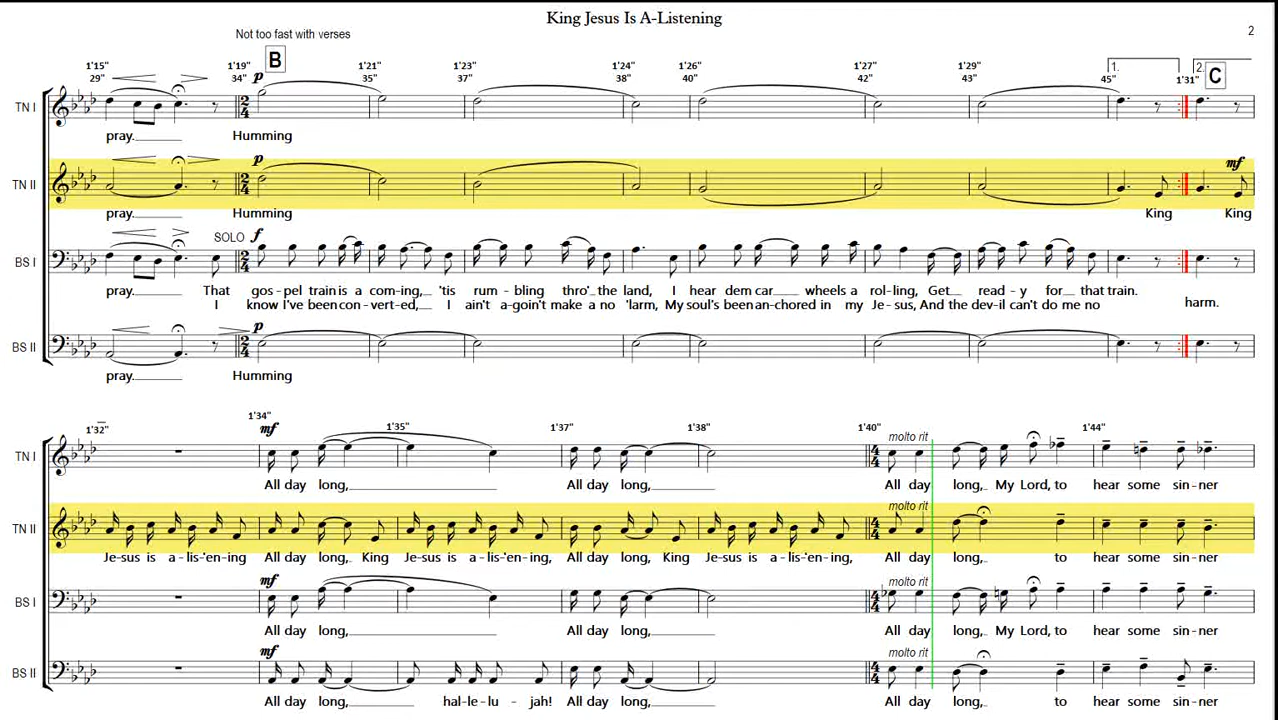 King Jesus Is A-Listening
2
Not too fast with verses
B
1'15" 1'19" 1'21" 1'23" 1'24" 1'26" 1'27" 1'29" 1. 1'31" 2. C
29" 34" 35" 37" 38" 40" 42" 43" 45"
p
TN I
pray. Humming
p mf
TN II
pray. Humming King King
SOLO f
BS I
pray. That gos-pel train is a com-ing, 'tis rum-bling thro' the land, I hear dem car wheels a rol-ling, Get read-y for that train.
I know I've been con-vert-ed, I ain't a-goin't make a no 'larm, My soul's been an-chored in my Je-sus, And the dev-il can't do me no harm.
p
BS II
pray. Humming
1'32" 1'34" 1'35" 1'37" 1'38" 1'40" 1'44"
mf molto rit
TN I
All day long, All day long, All day long, My Lord, to hear some sin-ner
molto rit
TN II
Je-sus is a-lis-'en-ing All day long, King Je-sus is a-lis-'en-ing, All day long, King Je-sus is a-lis-'en-ing, All day long, to hear some sin-ner
mf molto rit
BS I
All day long, All day long, All day long, My Lord, to hear some sin-ner
mf molto rit
BS II
All day long, hal-le-lu-jah! All day long, All day long, to hear some sin-ner